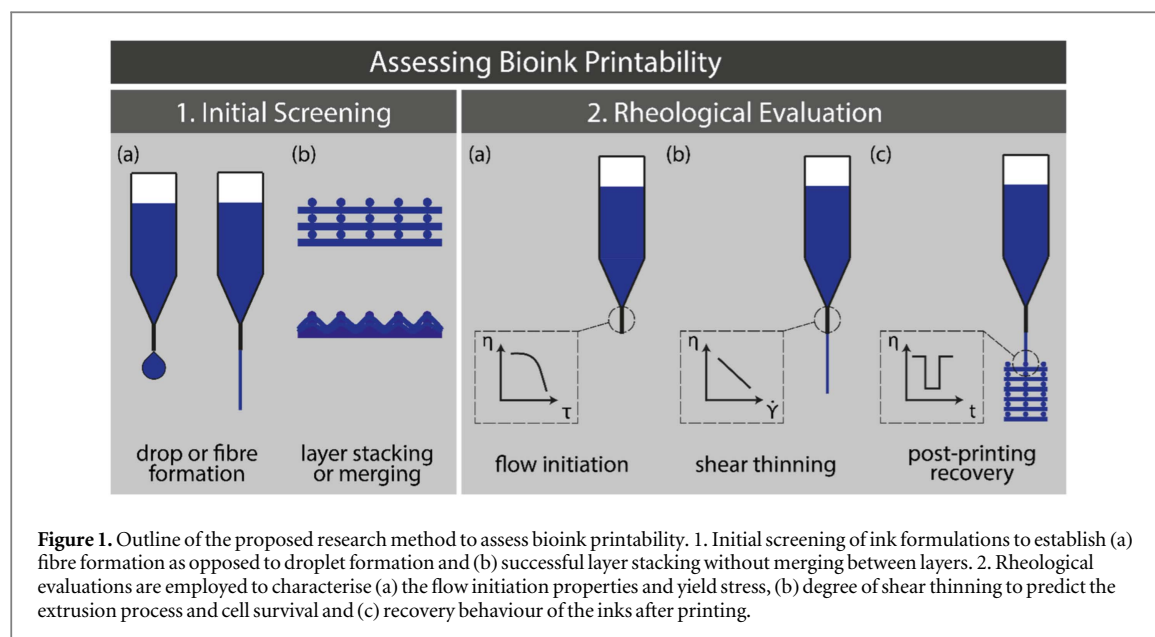 Assessing Bioink Printability
1. Initial Screening
2. Rheological Evaluation
(a)
(b)
(a)
(b)
(c)
η
τ
η
γ̇
η
t
drop or fibre
formation
layer stacking
or merging
flow initiation
shear thinning
post-printing
recovery
Figure 1. Outline of the proposed research method to assess bioink printability. 1. Initial screening of ink formulations to establish (a)
fibre formation as opposed to droplet formation and (b) successful layer stacking without merging between layers. 2. Rheological
evaluations are employed to characterise (a) the flow initiation properties and yield stress, (b) degree of shear thinning to predict the
extrusion process and cell survival and (c) recovery behaviour of the inks after printing.